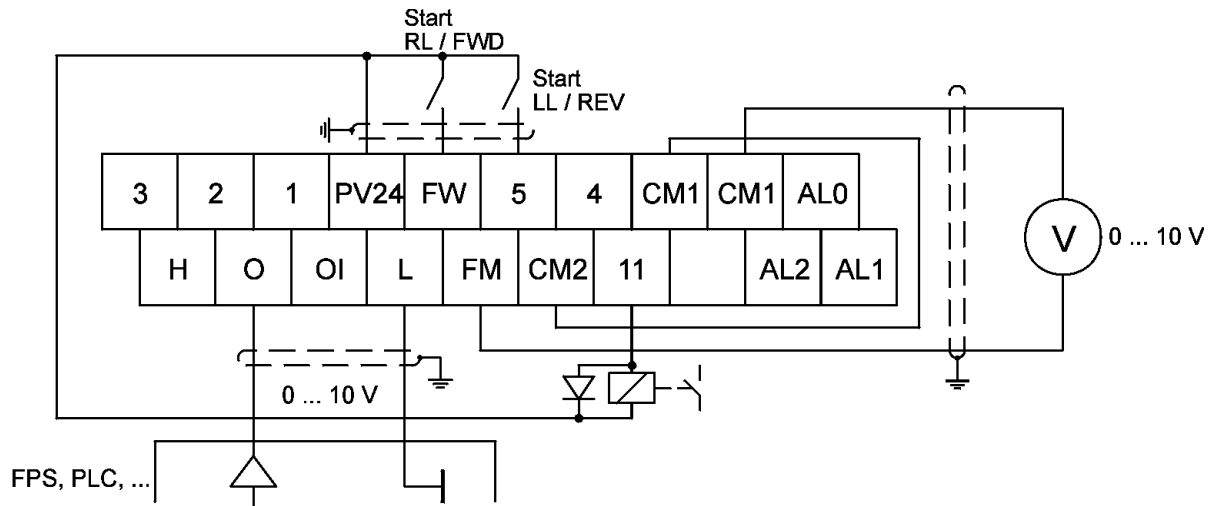 Start
RL / FWD
Start
LL / REV
3 2 1 PV24 FW 5 4 CM1 CM1 AL0
V 0 ... 10 V
H O OI L FM CM2 11 AL2 AL1
0 ... 10 V
FPS, PLC, ...